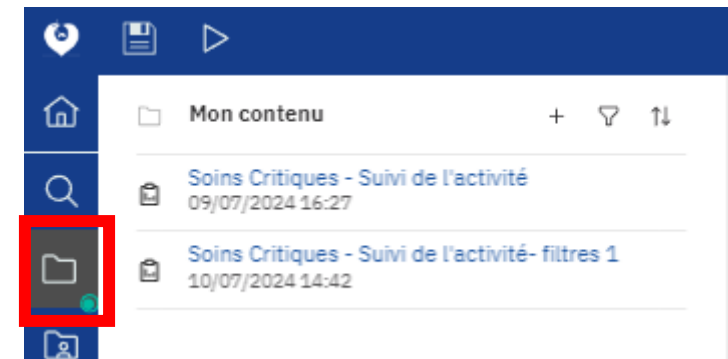 Mon contenu
Soins Critiques - Suivi de l'activité
09/07/2024 16:27
Soins Critiques - Suivi de l'activité- filtres 1
10/07/2024 14:42